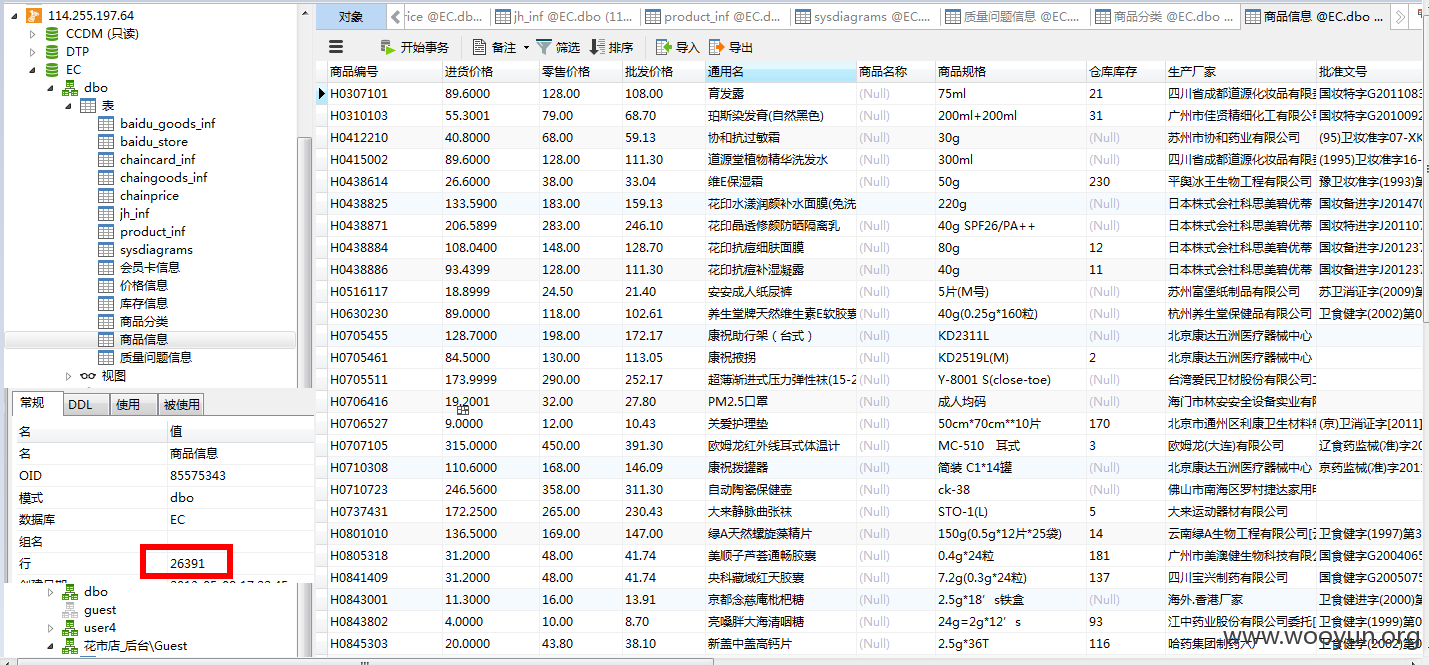 114.255.197.64
CCDM (只读)
DTP
EC
dbo
表
baidu_goods_inf
baidu_store
chaincard_inf
chaingoods_inf
chainprice
jh_inf
product_inf
sysdiagrams
会员卡信息
价格信息
库存信息
商品分类
商品信息
质量问题信息
视图
常规 DDL 使用 被使用
名 值
名 商品信息
OID 85575343
模式 dbo
数据库 EC
组名
行 26391
dbo
guest
user4
花市店_后台\Guest
对象 rice @EC.db... jh_inf @EC.dbo (11... product_inf @EC.d... sysdiagrams @EC.... 质量问题信息 @EC.... 商品分类 @EC.dbo ... 商品信息 @EC.dbo ...
开始事务 备注 筛选 排序 导入 导出
商品编号 进货价格 零售价格 批发价格 通用名 商品名称 商品规格 仓库库存 生产厂家 批准文号
H0307101 89.6000 128.00 108.00 育发露 (Null) 75ml 21 四川省成都道源化妆品有限 国妆特字G201108
H0310103 55.3001 79.00 68.70 珀斯染发膏(自然黑色) (Null) 200ml+200ml 31 广州市佳贤精细化工有限公 国妆特字G2010092
H0412210 40.8000 68.00 59.13 协和抗过敏霜 (Null) 30g (Null) 苏州市协和药业有限公司 (95)卫妆准字07-XK
H0415002 89.6000 128.00 111.30 道源堂植物精华洗发水 (Null) 300ml (Null) 四川省成都道源化妆品有限 (1995)卫妆准字16-
H0438614 26.6000 38.00 33.04 维E保湿霜 (Null) 50g 230 平舆冰王生物工程有限公司 豫卫妆准字(1993)第
H0438825 133.5900 183.00 159.13 花印水漾润颜补水面膜(免洗 (Null) 220g (Null) 日本株式会社科思美碧优蒂 国妆备进字J201470
H0438871 206.5899 283.00 246.10 花印晶透修颜防晒隔离乳 (Null) 40g SPF26/PA++ (Null) 日本株式会社科思美碧优蒂 国妆特进字J201107
H0438884 108.0400 148.00 128.70 花印抗痘细肤面膜 (Null) 80g 12 日本株式会社科思美碧优蒂 国妆备进字J201237
H0438886 93.4399 128.00 111.30 花印抗痘补湿凝露 (Null) 40g 11 日本株式会社科思美碧优蒂 国妆备进字J201237
H0516117 18.8999 24.50 21.40 安安成人纸尿裤 (Null) 5片(M号) (Null) 苏州富堡纸制品有限公司 苏卫消证字(2009)第
H0630230 89.0000 118.00 102.61 养生堂牌天然维生素E软胶囊 (Null) 40g(0.25g*160粒) (Null) 杭州养生堂保健品有限公司 卫食健字(2002)第0
H0705455 128.7000 198.00 172.17 康祝助行架（台式） (Null) KD2311L (Null) 北京康达五洲医疗器械中心
H0705461 84.5000 130.00 113.05 康祝掖拐 (Null) KD2519L(M) 2 北京康达五洲医疗器械中心
H0705511 173.9999 290.00 252.17 超薄渐进式压力弹性袜(15-2 (Null) Y-8001 S(close-toe) (Null) 台湾爱民卫材股份有限公司
H0706416 19.2001 32.00 27.80 PM2.5口罩 (Null) 成人均码 (Null) 海门市林安安全设备实业有
H0706527 9.0000 12.00 10.43 关爱护理垫 (Null) 50cm*70cm**10片 170 北京市通州区利康卫生材料 (京)卫消证字[2011]
H0707105 315.0000 450.00 391.30 欧姆龙红外线耳式体温计 (Null) MC-510 耳式 3 欧姆龙(大连)有限公司 辽食药监械(准)字20
H0710308 110.6000 168.00 146.09 康祝拨罐器 (Null) 简装 C1*14罐 (Null) 北京康达五洲医疗器械中心 京药监械(准)字201
H0710723 246.5600 358.00 311.30 自动陶瓷保健壶 (Null) ck-38 (Null) 佛山市南海区罗村捷达家用
H0737431 172.2500 265.00 230.43 大来静脉曲张袜 (Null) STO-1(L) 5 大来运动器材有限公司
H0801010 136.5000 169.00 147.00 绿A天然螺旋藻精片 (Null) 150g(0.5g*12片*25袋) 14 云南绿A生物工程有限公司 卫食健字(1997)第3
H0805318 31.2000 48.00 41.74 美顺子芦荟通畅胶囊 (Null) 0.4g*24粒 181 广州市美澳健生物科技有限 国食健字G2004065
H0841409 31.2000 48.00 41.74 央科藏域红天胶囊 (Null) 7.2g(0.3g*24粒) 137 四川宝兴制药有限公司 国食健字G2005075
H0843001 11.3000 16.00 13.91 京都念慈庵枇杷糖 (Null) 2.5g*18's铁盒 (Null) 海外.香港厂家 卫食健进字(2000)第
H0843802 4.0000 10.00 8.70 亮嗓胖大海清咽糖 (Null) 24g=2g*12's 93 江中药业股份有限公司委托 卫食健字(1999)第0
H0845303 20.0000 43.80 38.10 新盖中盖高钙片 (Null) 2.5g*36T 116 哈药集团制药六厂 卫食健字(2002)第0
www.wooyun.org